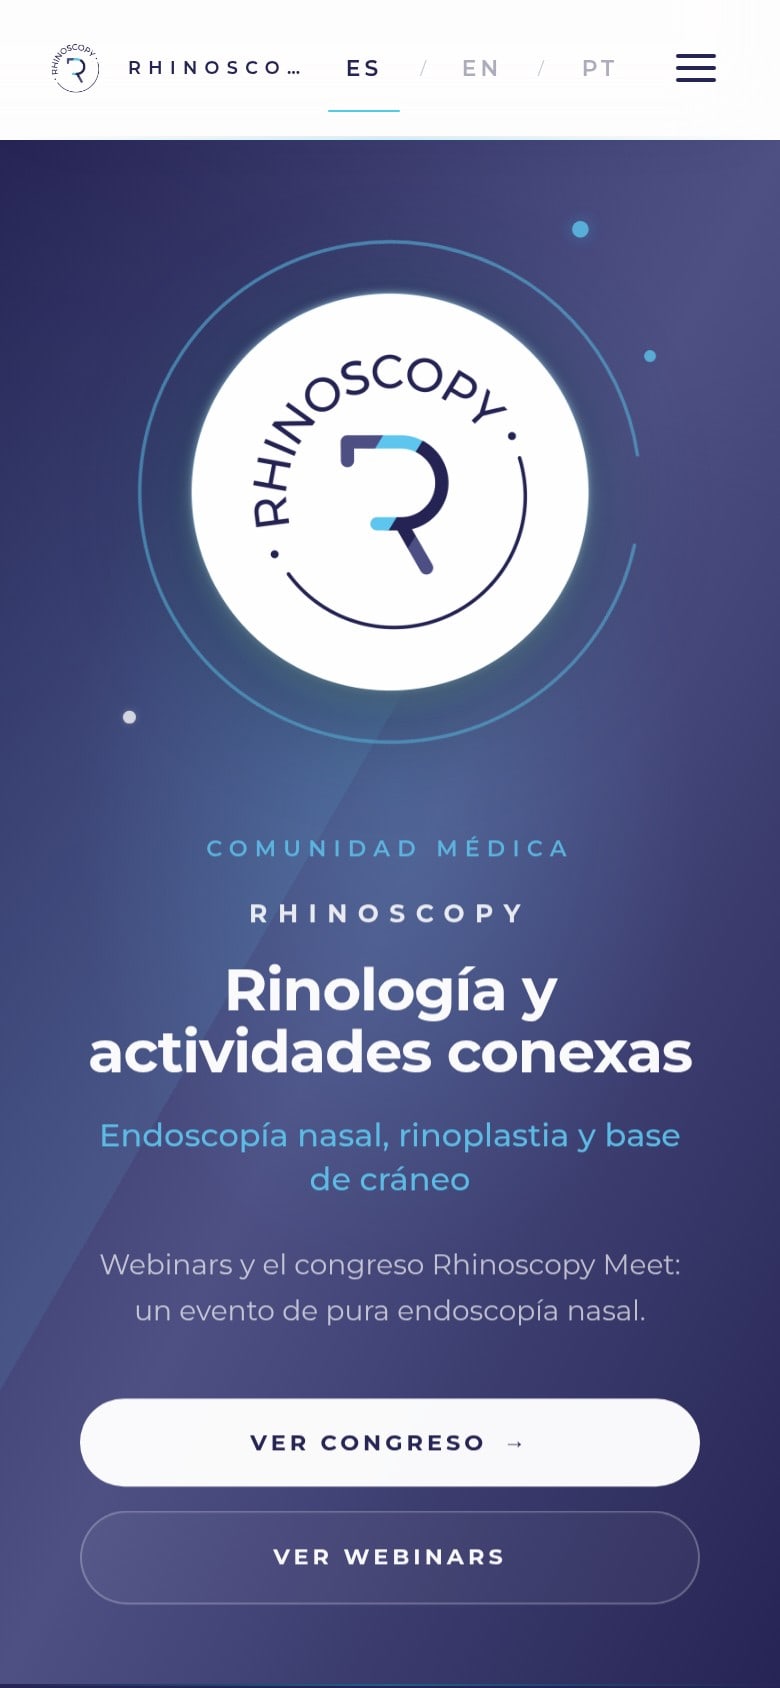 RHINOSCOPY
RHINOSCO…
ES / EN / PT
· RHINOSCOPY ·
COMUNIDAD MÉDICA
RHINOSCOPY
Rinología y
actividades conexas
Endoscopía nasal, rinoplastia y base
de cráneo
Webinars y el congreso Rhinoscopy Meet:
un evento de pura endoscopía nasal.
VER CONGRESO →
VER WEBINARS